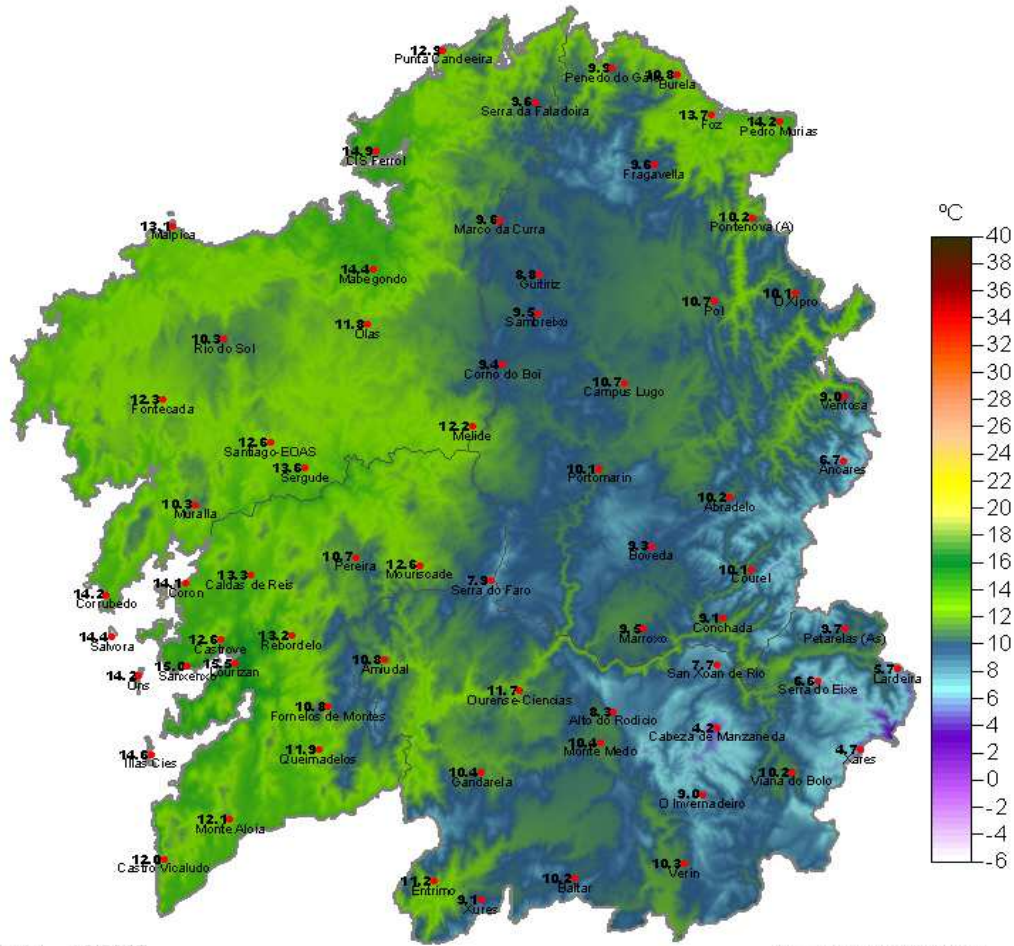 12.9
Punta Candeeira
9.9
Penedo do Galo
10.8
Burela
9.6
Serra da Faladoira
13.7
Foz
14.2
Pedro Murias
14.9
CIS Ferrol
9.6
Fragavella
13.1
Malpica
9.6
Marco da Curra
10.2
Pontenova (A)
ºC
14.4
Mabegondo
8.8
Guitiriz
10.7
Pol
10.1
O Xipro
11.8
Olas
9.5
Sambreixo
10.3
Rio do Sol
9.4
Corno do Boi
10.7
Campus Lugo
12.3
Fontecada
9.0
Ventosa
12.6
Santiago-EOAS
12.2
Melide
13.6
Sergude
10.1
Portomarin
6.7
Ancares
10.3
Muralla
10.2
Abradelo
10.7
Pereira
12.6
Mouriscade
9.3
Boveda
14.1
Coron
13.3
Caldas de Reis
7.9
Serra do Faro
10.1
Courel
14.2
Corrubedo
14.4
Salvora
12.6
Castrove
13.2
Rebordelo
9.5
Marroxo
9.1
Conchada
9.7
Petarelas (As)
15.0
Sanxenxo
15.5
Lourizan
14.2
Ons
10.8
Amiudal
7.7
San Xoan de Rio
6.6
Serra do Eixe
5.7
Lardeira
11.7
Ourense-Ciencias
10.8
Fornelos de Montes
8.3
Alto do Rodicio
4.2
Cabeza de Manzaneda
14.6
Illas Cies
11.9
Queimadelos
10.4
Monte Medo
4.7
Xares
10.4
Gandarela
10.2
Viana do Bolo
9.0
O Invernadeiro
12.1
Monte Aloia
12.0
Castro Vicaludo
11.2
Entrimo
10.2
Baltar
10.3
Verin
9.1
Xures
40
38
36
34
32
30
28
26
24
22
20
18
16
14
12
10
8
6
4
2
0
-2
-4
-6